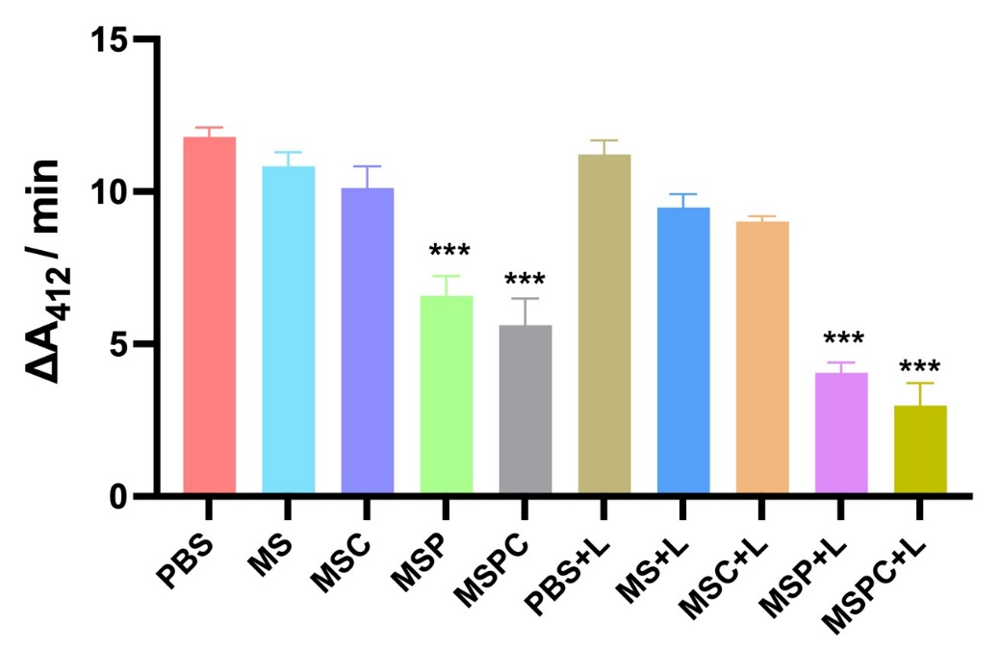 15
10
5
0
ΔA412 / min
***
***
***
***
PBS
MS
MSC
MSP
MSPC
PBS+L
MS+L
MSC+L
MSP+L
MSPC+L